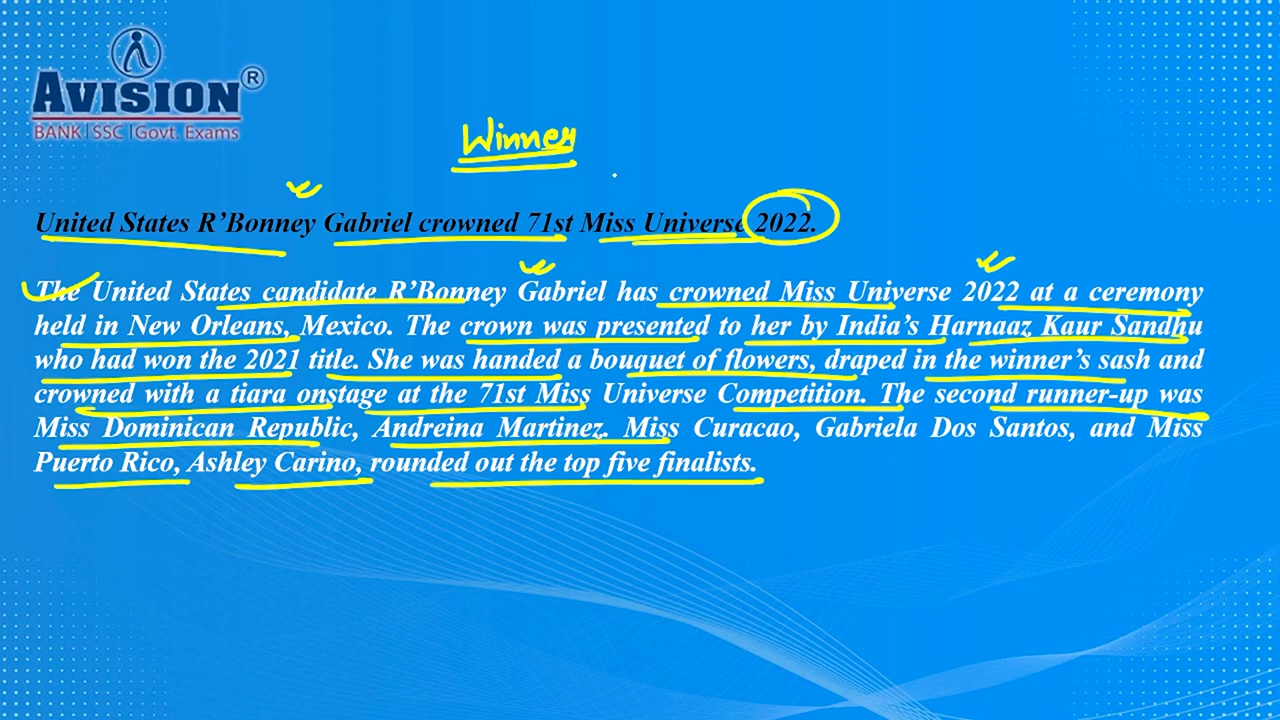 AVISION®
BANK | SSC | Govt. Exams
Winner
United States R’Bonney Gabriel crowned 71st Miss Universe 2022.
The United States candidate R’Bonney Gabriel has crowned Miss Universe 2022 at a ceremony
held in New Orleans, Mexico. The crown was presented to her by India’s Harnaaz Kaur Sandhu
who had won the 2021 title. She was handed a bouquet of flowers, draped in the winner’s sash and
crowned with a tiara onstage at the 71st Miss Universe Competition. The second runner-up was
Miss Dominican Republic, Andreina Martinez. Miss Curacao, Gabriela Dos Santos, and Miss
Puerto Rico, Ashley Carino, rounded out the top five finalists.